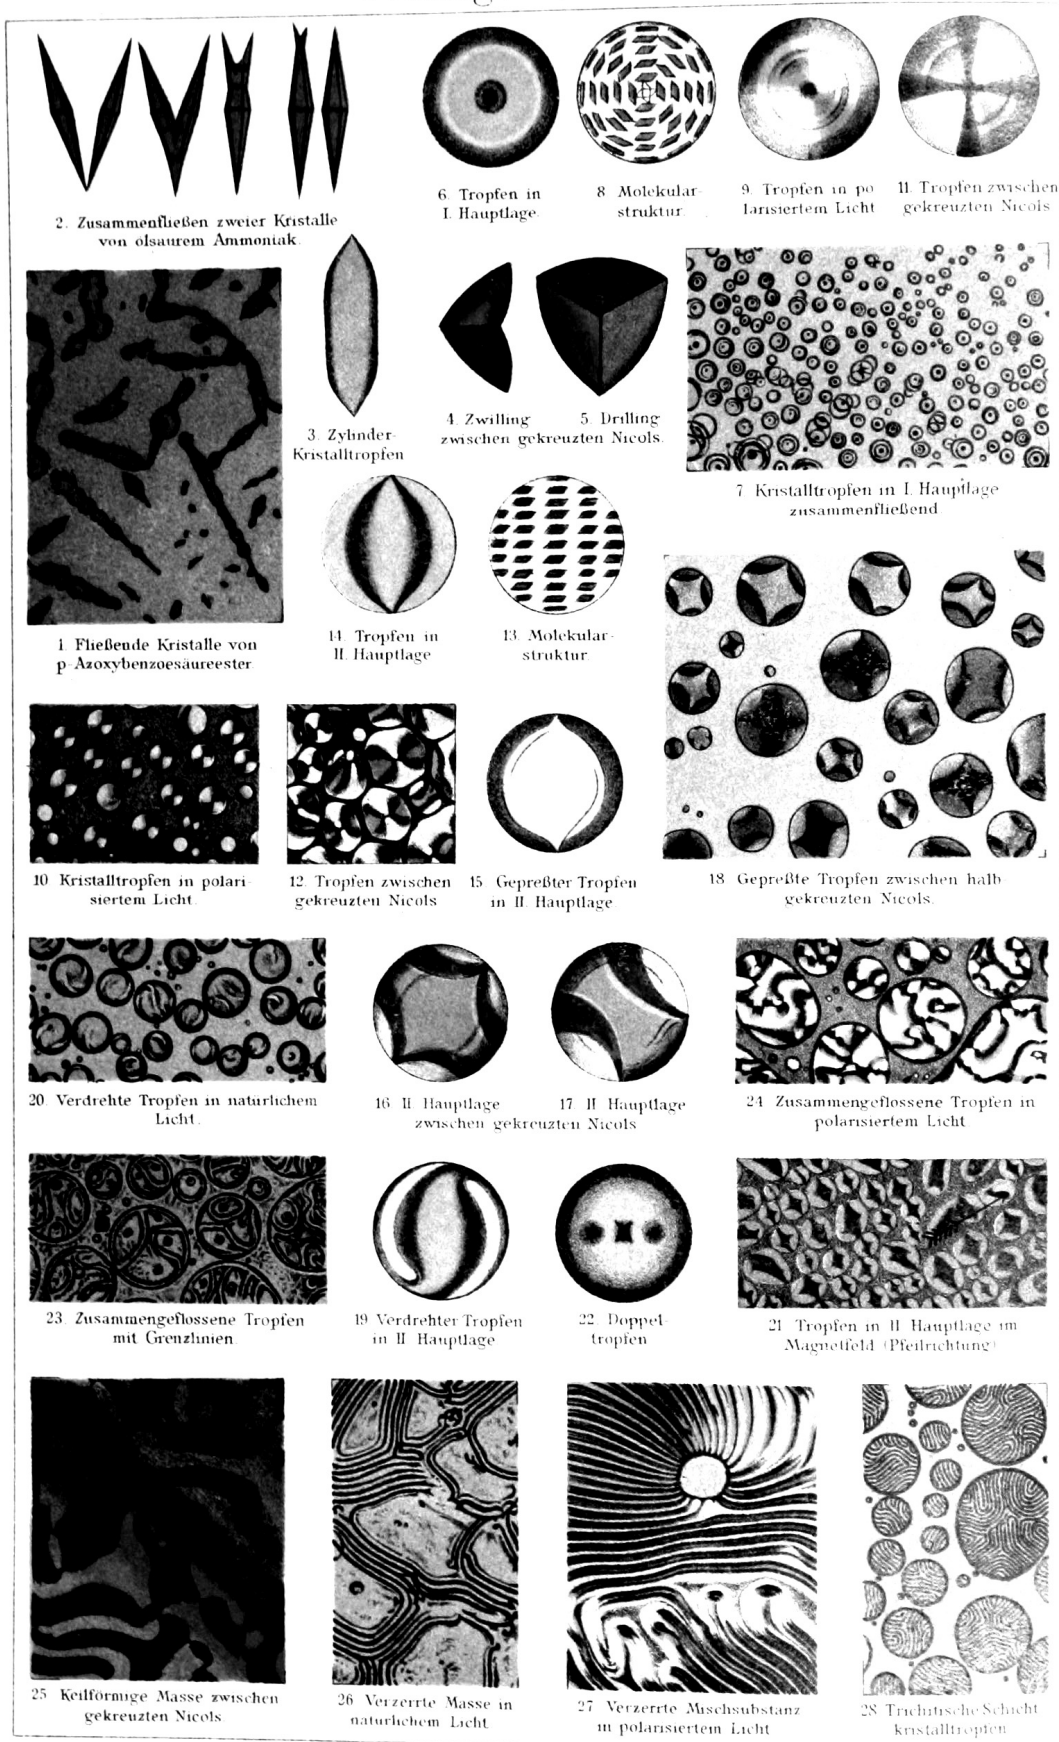 6. Tropfen in
I. Hauptlage.
8 Molekular-
struktur.
9. Tropfen in po
larisiertem Licht
11. Tropfen zwischen
gekreuzten Nicols
2. Zusammenfließen zweier Kristalle
von ölsaurem Ammoniak.
3. Zylinder-
Kristalltropfen
4. Zwilling
5. Drilling
zwischen gekreuzten Nicols.
7. Kristalltropfen in I. Hauptlage
zusammenfließend
1. Fließende Kristalle von
p-Azoxybenzoesäureester
14. Tropfen in
II. Hauptlage
13. Molekular-
struktur.
10 Kristalltropfen in polari-
siertem Licht.
12. Tropfen zwischen
gekreuzten Nicols
15 Gepreßter Tropfen
in II. Hauptlage
18 Gepreßte Tropfen zwischen halb-
gekreuzten Nicols.
20. Verdrehte Tropfen in natürlichem
Licht.
16 II. Hauptlage
17. II Hauptlage
zwischen gekreuzten Nicols
24. Zusammengeflossene Tropfen in
polarisiertem Licht
23. Zusammengeflossene Tropfen
mit Grenzlinien.
19 Verdrehter Tropfen
in II Hauptlage
22. Doppel-
tropfen
21 Tropfen in II Hauptlage im
Magnetfeld (Pfeilrichtung)
25 Keilförmige Masse zwischen
gekreuzten Nicols.
26 Verzerrte Masse in
natürlichem Licht
27 Verzerrte Mischsubstanz
in polarisiertem Licht
28 Trichitische Schicht
kristalltropfen